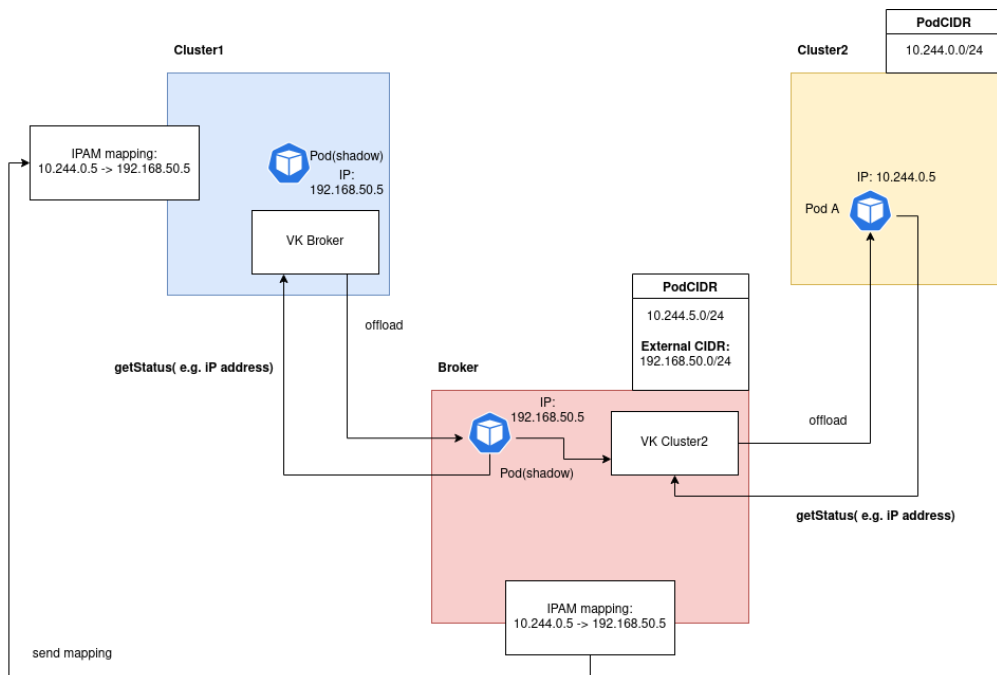 PodCIDR
10.244.0.0/24
Cluster1
Cluster2
IPAM mapping:
10.244.0.5 -> 192.168.50.5
Pod(shadow)
IP:
192.168.50.5
IP: 10.244.0.5
Pod A
VK Broker
PodCIDR
10.244.5.0/24
External CIDR:
192.168.50.0/24
offload
getStatus( e.g. iP address)
Broker
IP:
192.168.50.5
VK Cluster2
offload
Pod(shadow)
getStatus( e.g. iP address)
IPAM mapping:
10.244.0.5 -> 192.168.50.5
send mapping